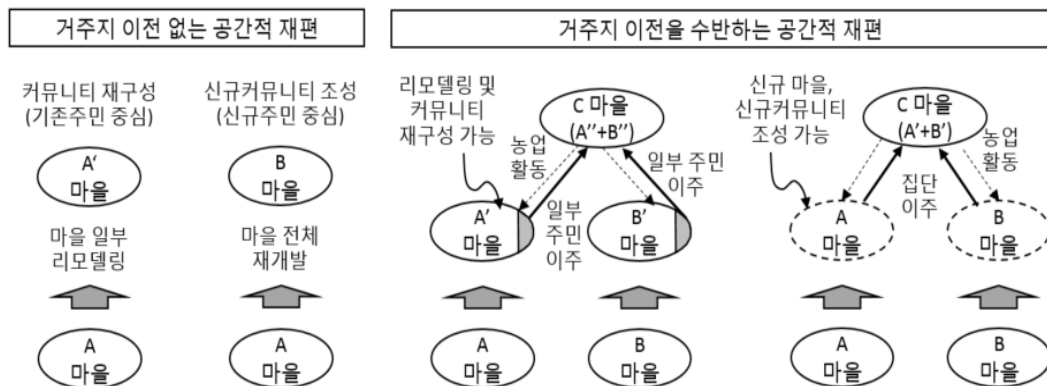 거주지 이전 없는 공간적 재편
커뮤니티 재구성
(기존주민 중심)
신규커뮤니티 조성
(신규주민 중심)
A'
마을
B
마을
마을 일부
리모델링
마을 전체
재개발
A
마을
A
마을
거주지 이전을 수반하는 공간적 재편
리모델링 및
커뮤니티
재구성 가능
C 마을
(A''+B'')
농업
활동
일부 주민
이주
일부
주민
이주
A'
마을
B'
마을
A
마을
B
마을
신규 마을,
신규커뮤니티
조성 가능
C 마을
(A'+B')
농업
활동
집단
이주
A
마을
B
마을
A
마을
B
마을